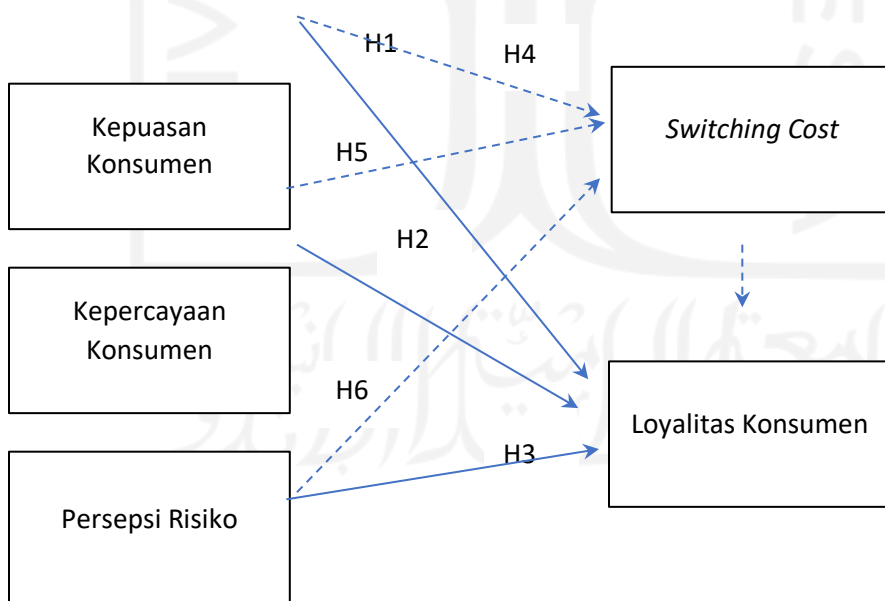 H1
H4
Kepuasan
Konsumen
Switching Cost
H5
H2
Kepercayaan
Konsumen
H6
Loyalitas Konsumen
H3
Persepsi Risiko